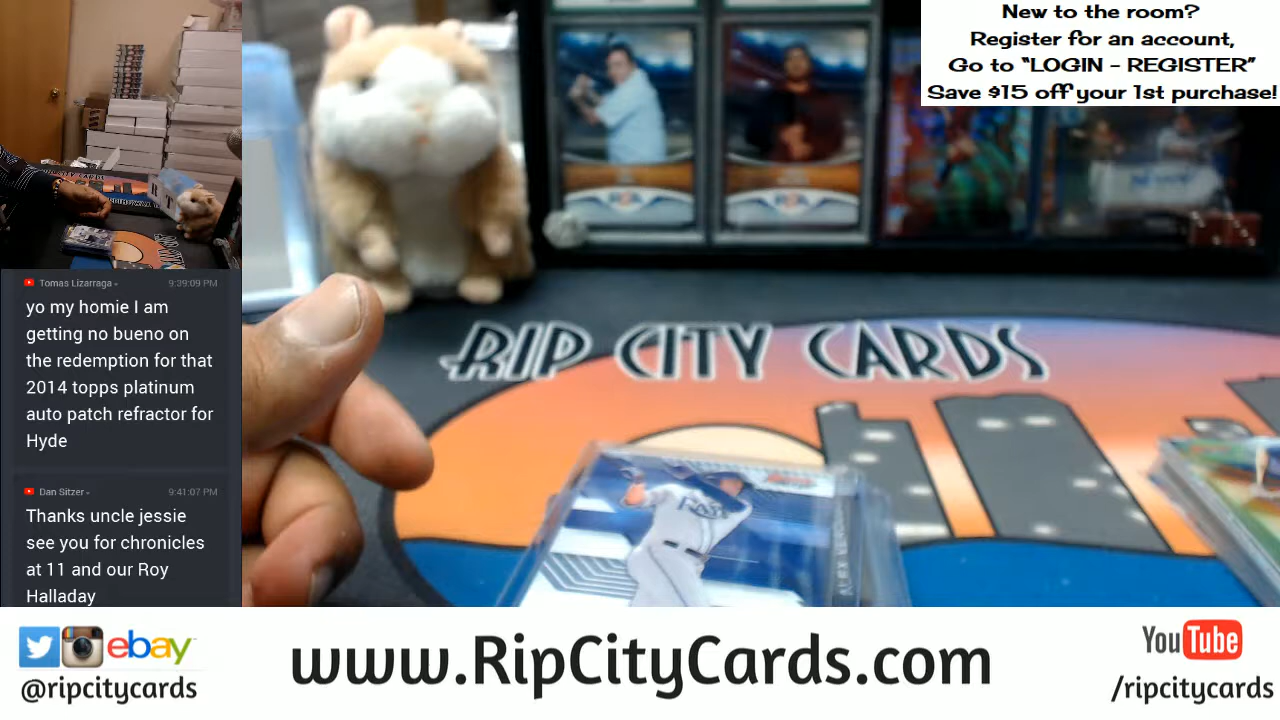 New to the room?
Register for an account,
Go to “LOGIN - REGISTER”
Save $15 off your 1st purchase!
Tomas Lizarraga
9:39:09 PM
yo my homie I am
getting no bueno on
the redemption for that
2014 topps platinum
auto patch refractor for
Hyde
Dan Sitzer
9:41:07 PM
Thanks uncle jessie
see you for chronicles
at 11 and our Roy
Halladay
RIP CITY CARDS
RAYS
ebay
@ripcitycards
www.RipCityCards.com
YouTube
/ripcitycards